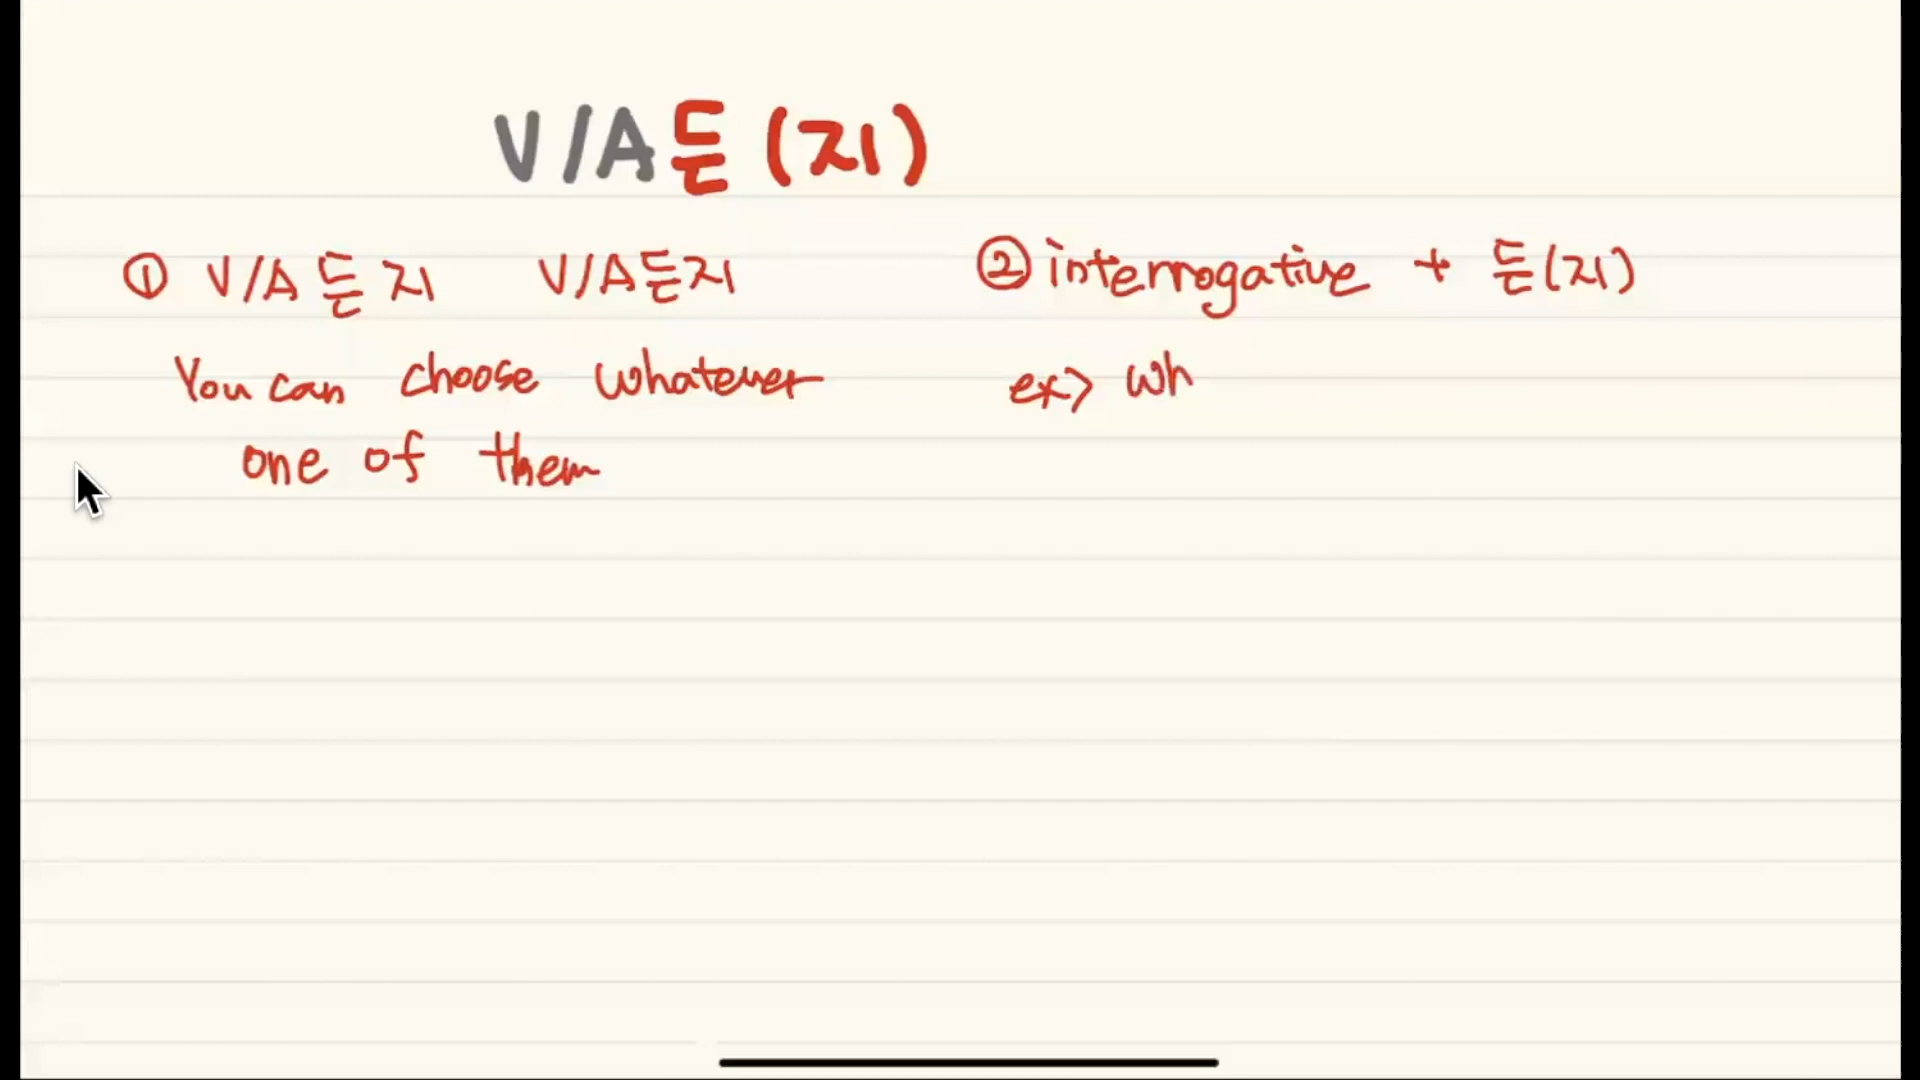 V/A든(지)
① V/A든지 V/A든지
You can choose whatever
one of them
② interrogative + 든(지)
ex> wh